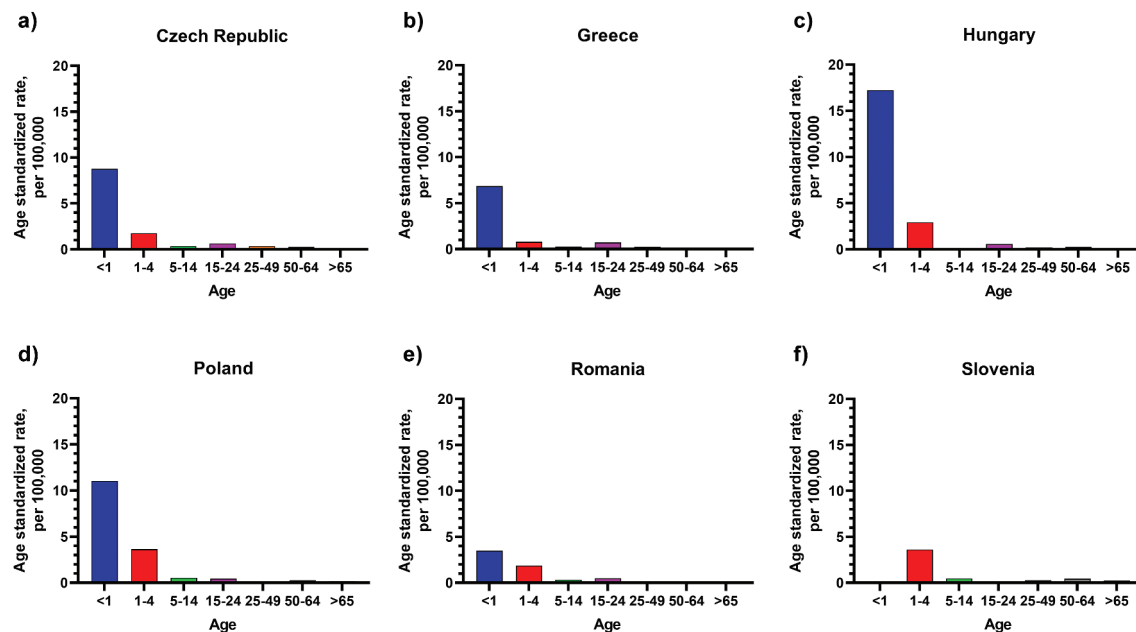 a)
Czech Republic
Age standardized rate,
per 100,000
20
15
10
5
0
<1 1-4 5-14 15-24 25-49 50-64 >65
Age
b)
Greece
Age standardized rate,
per 100,000
20
15
10
5
0
<1 1-4 5-14 15-24 25-49 50-64 >65
Age
c)
Hungary
Age standardized rate,
per 100,000
20
15
10
5
0
<1 1-4 5-14 15-24 25-49 50-64 >65
Age
d)
Poland
Age standardized rate,
per 100,000
20
15
10
5
0
<1 1-4 5-14 15-24 25-49 50-64 >65
Age
e)
Romania
Age standardized rate,
per 100,000
20
15
10
5
0
<1 1-4 5-14 15-24 25-49 50-64 >65
Age
f)
Slovenia
Age standardized rate,
per 100,000
20
15
10
5
0
<1 1-4 5-14 15-24 25-49 50-64 >65
Age